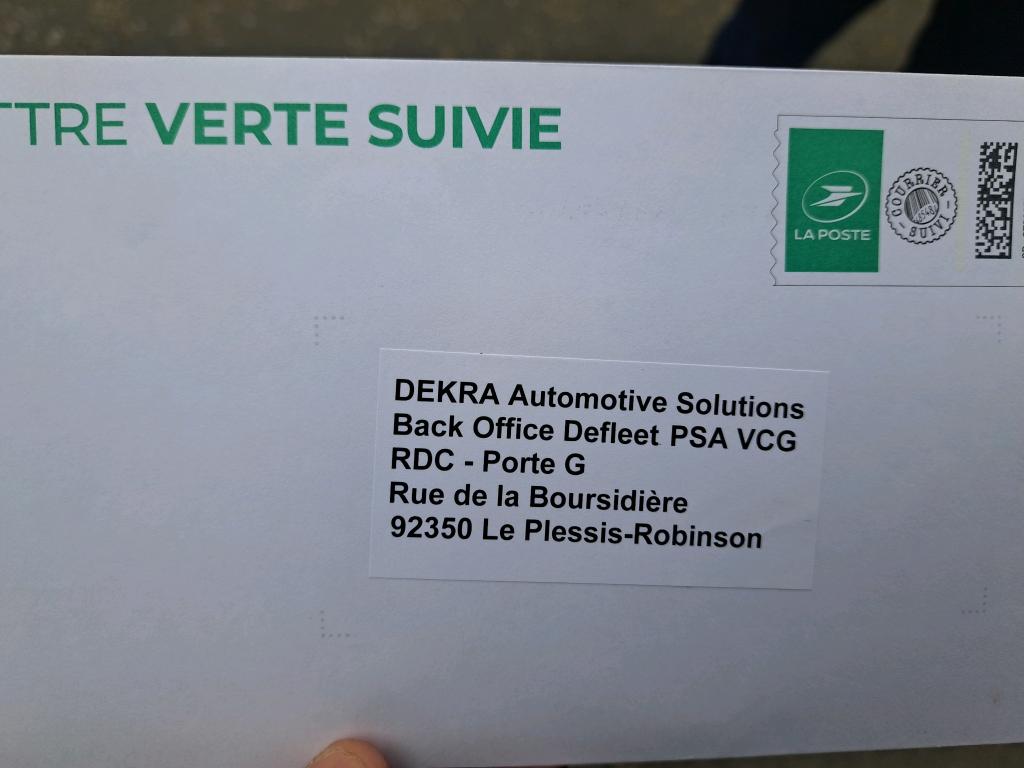 TTRE VERTE SUIVIE
LA POSTE
COURRIER
SUIVI
DEKRA Automotive Solutions
Back Office Defleet PSA VCG
RDC - Porte G
Rue de la Boursidière
92350 Le Plessis-Robinson